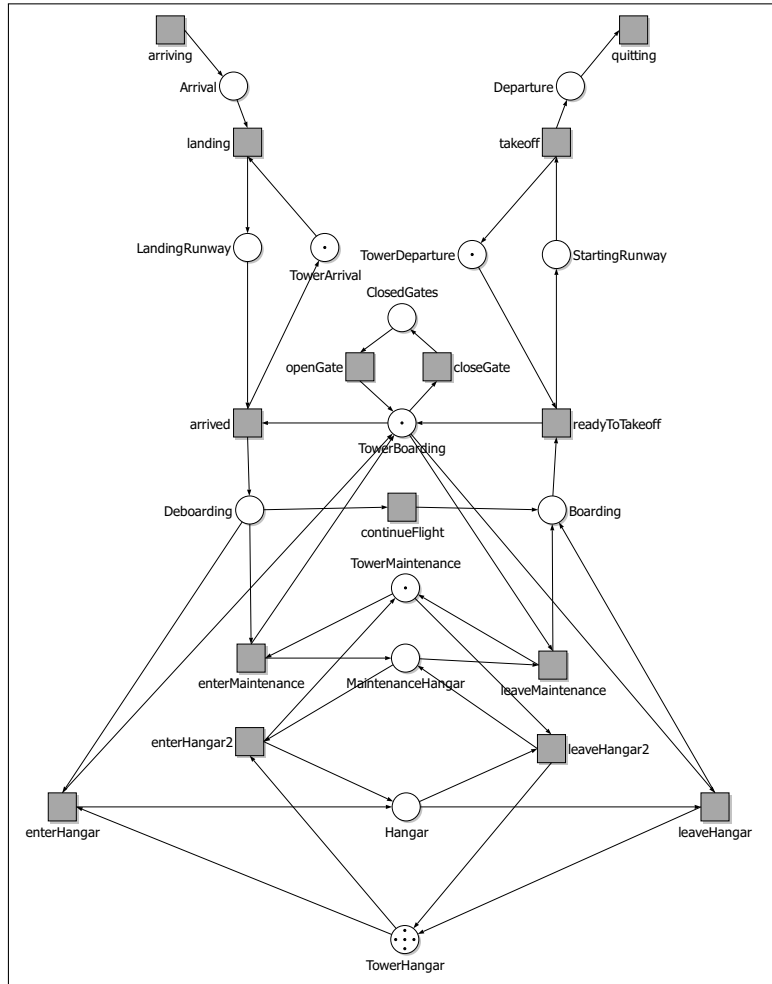 arriving
quitting
Arrival
Departure
landing
takeoff
LandingRunway
TowerArrival
TowerDeparture
StartingRunway
ClosedGates
openGate
closeGate
arrived
TowerBoarding
readyToTakeoff
Deboarding
continueFlight
Boarding
TowerMaintenance
enterMaintenance
MaintenanceHangar
leaveMaintenance
enterHangar2
leaveHangar2
enterHangar
Hangar
leaveHangar
TowerHangar